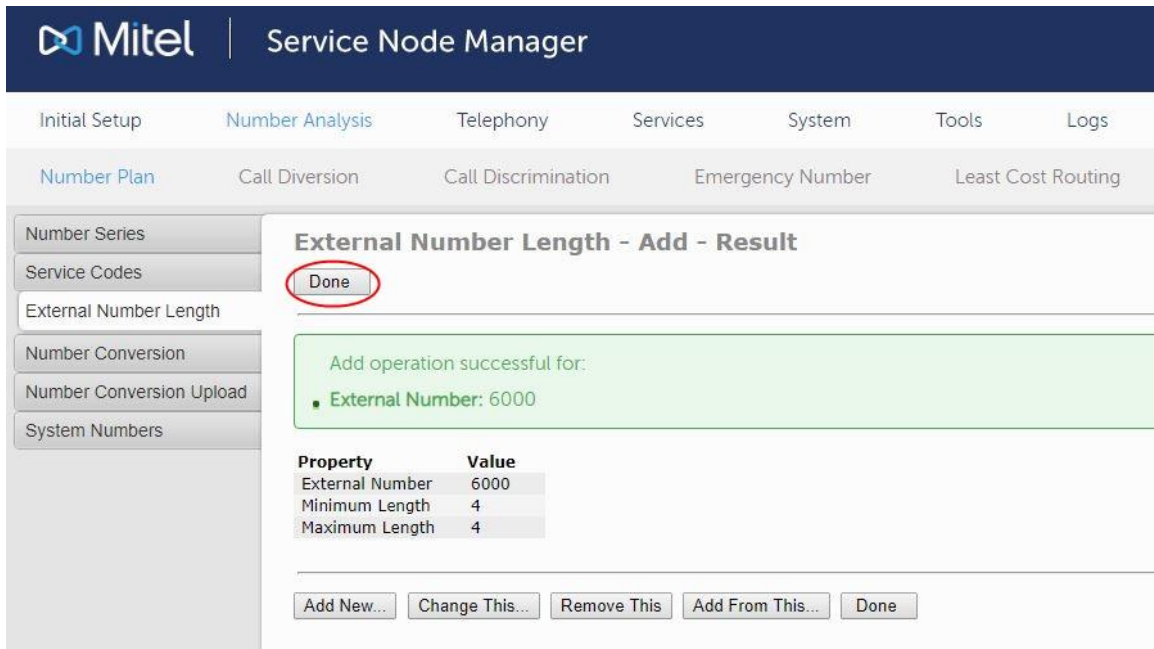 Mitel | Service Node Manager
Initial Setup Number Analysis Telephony Services System Tools Logs
Number Plan Call Diversion Call Discrimination Emergency Number Least Cost Routing
Number Series
Service Codes
External Number Length
Number Conversion
Number Conversion Upload
System Numbers
External Number Length - Add - Result
Done
Add operation successful for:
External Number: 6000
Property Value
External Number 6000
Minimum Length 4
Maximum Length 4
Add New... Change This... Remove This Add From This... Done